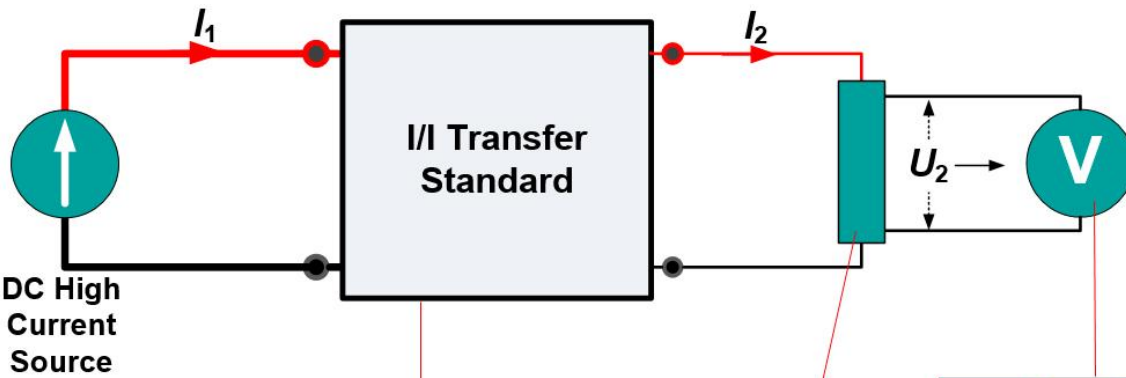 I1
I2
I/I Transfer
Standard
U2
V
DC High
Current
Source